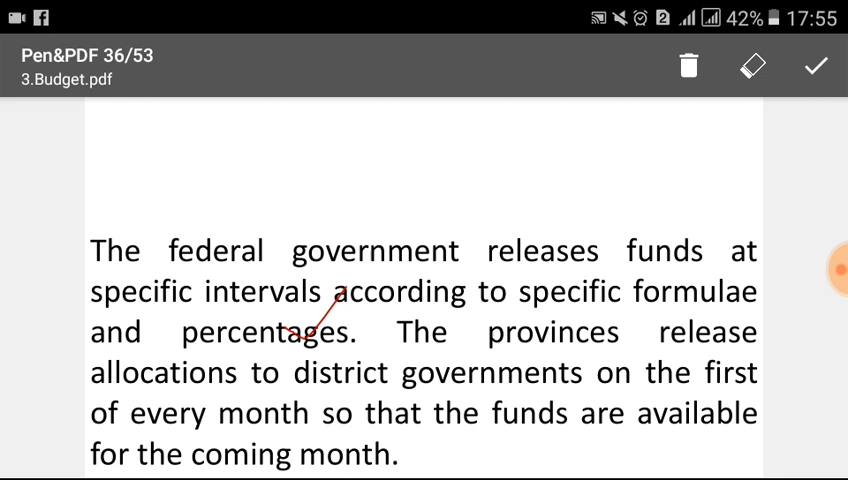 42% 17:55
Pen&PDF 36/53
3.Budget.pdf
The federal government releases funds at
specific intervals according to specific formulae
and percentages. The provinces release
allocations to district governments on the first
of every month so that the funds are available
for the coming month.